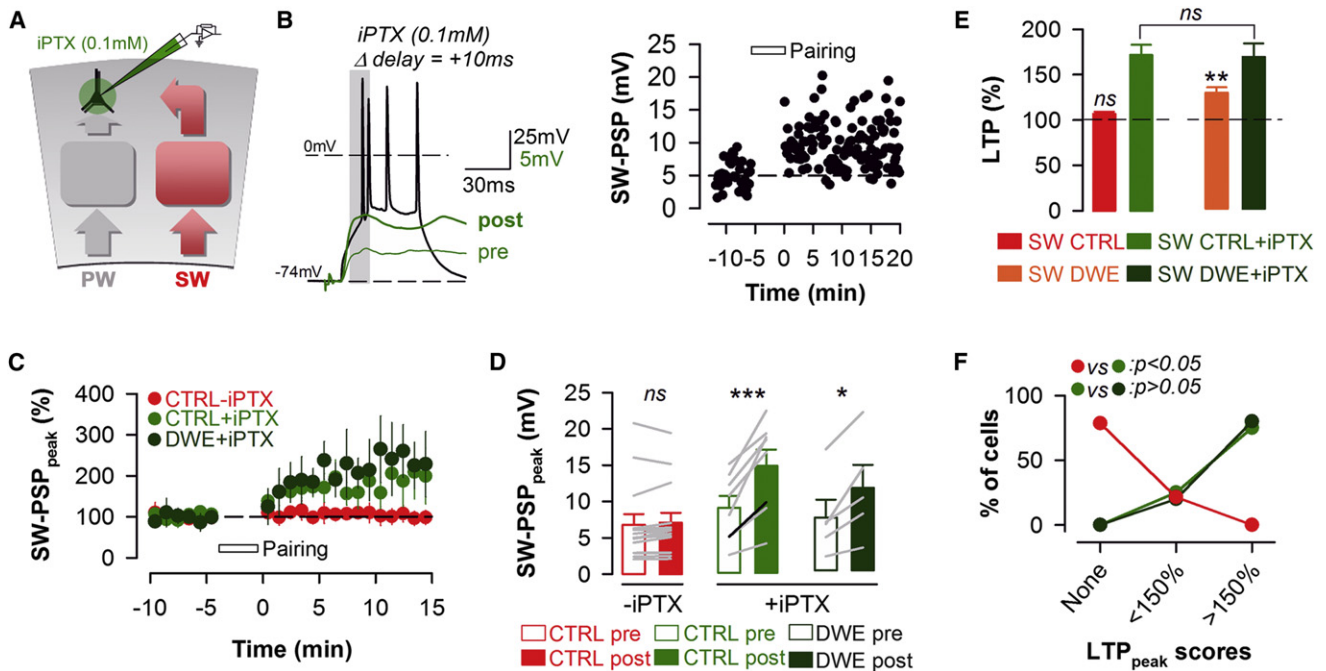 A
iPTX (0.1mM)
PW
SW
B
iPTX (0.1mM)
Δ delay = +10ms
0mV
25mV
5mV
30ms
post
pre
-74mV
SW-PSP (mV)
25
20
15
10
5
0
Pairing
-10 -5 0 5 10 15 20
Time (min)
C
SW-PSPpeak (%)
400
300
200
100
0
CTRL-iPTX
CTRL+iPTX
DWE+iPTX
Pairing
-10 -5 0 5 10 15
Time (min)
D
SW-PSPpeak (mV)
25
20
15
10
5
0
ns
***
*
-iPTX
+iPTX
CTRL pre CTRL pre DWE pre
CTRL post CTRL post DWE post
E
LTP (%)
200
150
100
50
0
ns
ns
**
SW CTRL SW CTRL+iPTX
SW DWE SW DWE+iPTX
F
vs :p<0.05
vs :p>0.05
% of cells
100
50
0
None
<150%
>150%
LTPpeak scores